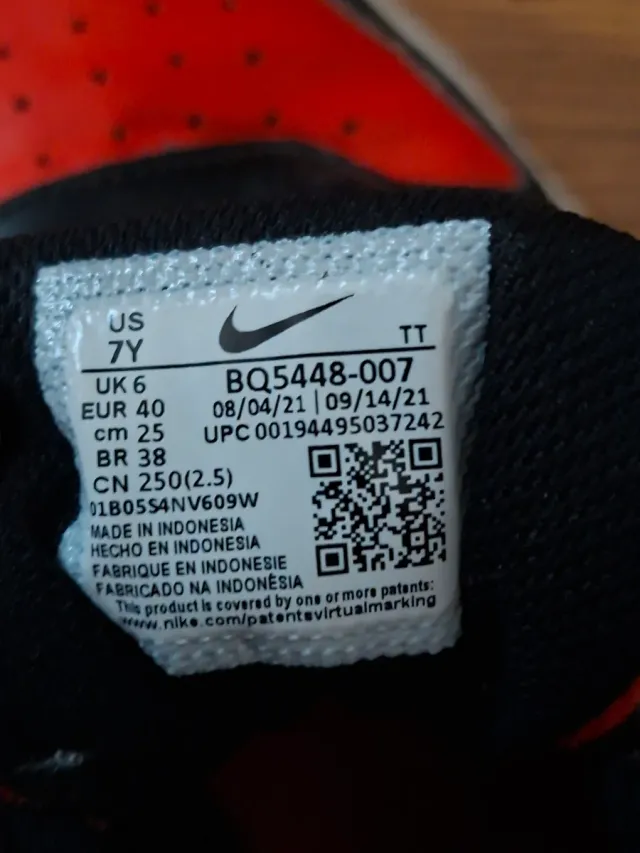 US
7Y
TT
UK 6
BQ5448-007
EUR 40
08/04/21 | 09/14/21
cm 25
UPC 00194495037242
BR 38
CN 250(2.5)
01B05S4NV609W
MADE IN INDONESIA
HECHO EN INDONESIA
FABRIQUE EN INDONESIE
FABRICADO NA INDONÉSIA
This product is covered by one or more patents:
www.nike.com/patentsvirtualmarking